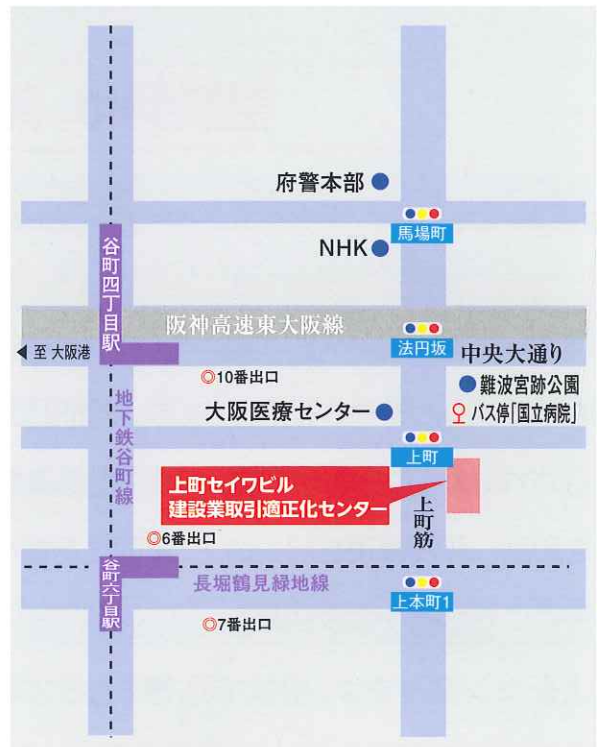 府警本部
馬場町
NHK
谷町四丁目駅
阪神高速東大阪線
至 大阪港
法円坂
中央大通り
◎10番出口
難波宮跡公園
地下鉄谷町線
大阪医療センター
バス停「国立病院」
上町
上町セイワビル
建設業取引適正化センター
上町筋
◎6番出口
谷町六丁目駅
長堀鶴見緑地線
上本町1
◎7番出口